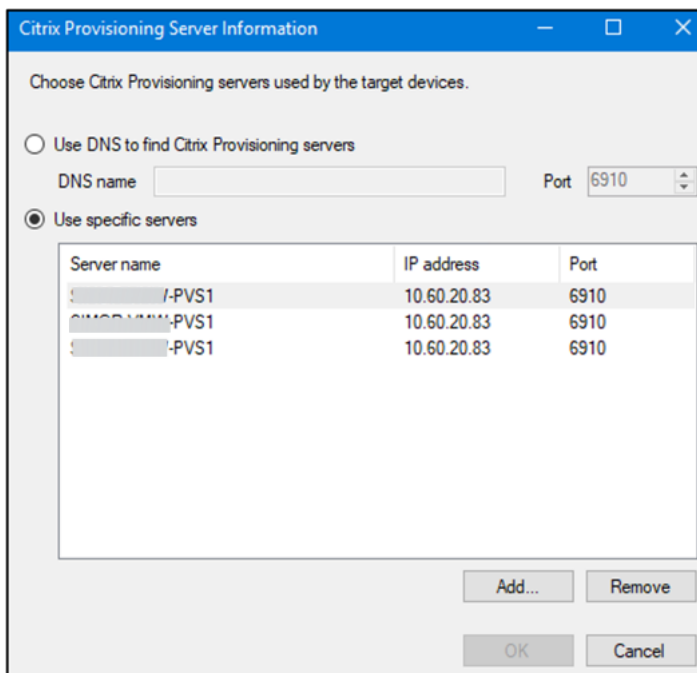 Citrix Provisioning Server Information
Choose Citrix Provisioning servers used by the target devices.
Use DNS to find Citrix Provisioning servers
DNS name Port 6910
Use specific servers
Server name IP address Port
-PVS1 10.60.20.83 6910
-PVS1 10.60.20.83 6910
-PVS1 10.60.20.83 6910
Add... Remove
OK Cancel